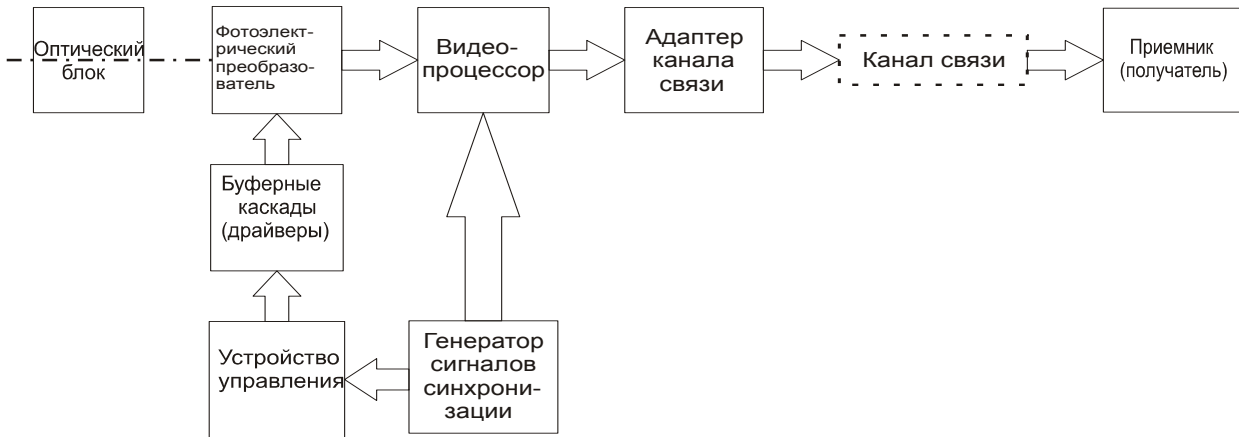 Оптический
блок
Фотоэлект-
рический
преобразо-
ватель
Видео-
процессор
Адаптер
канала
связи
Канал связи
Приемник
(получатель)
Буферные
каскады
(драйверы)
Устройство
управления
Генератор
сигналов
синхрони-
зации